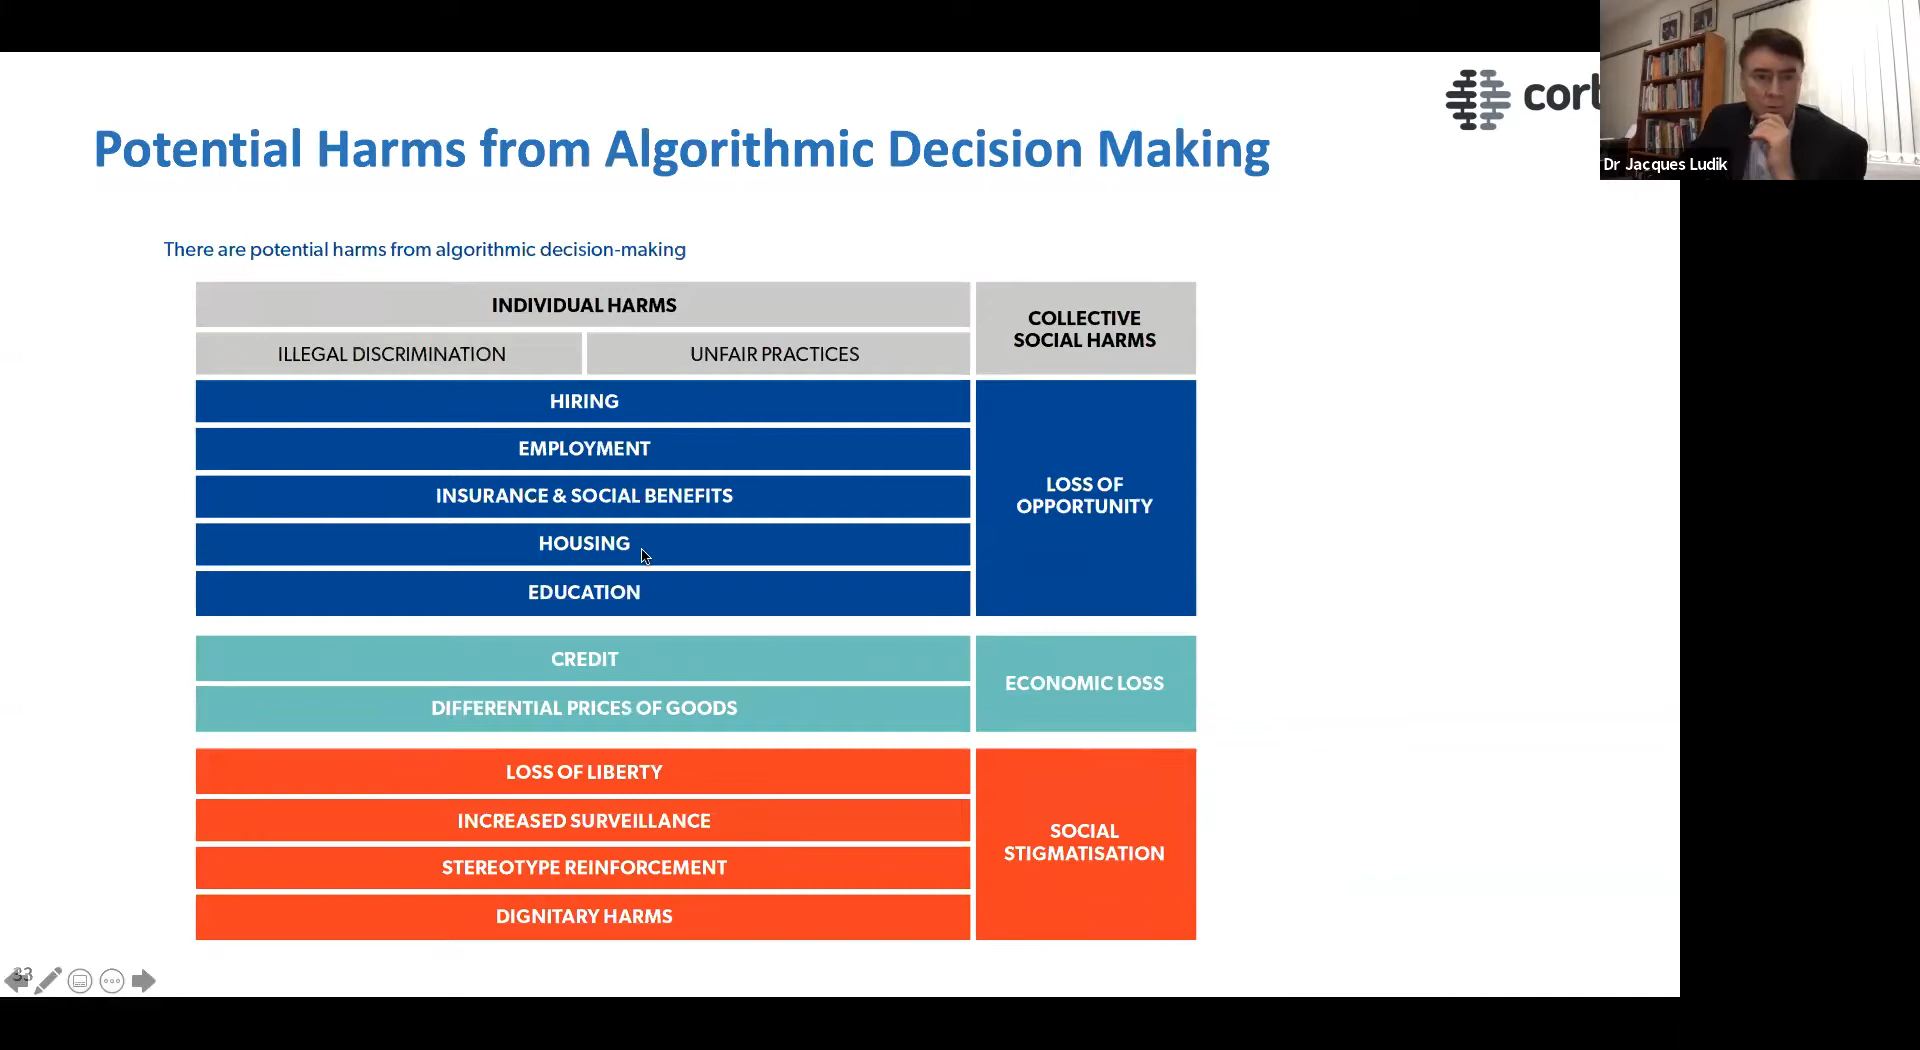 Potential Harms from Algorithmic Decision Making
Dr Jacques Ludik
There are potential harms from algorithmic decision-making
INDIVIDUAL HARMS
COLLECTIVE
SOCIAL HARMS
ILLEGAL DISCRIMINATION
UNFAIR PRACTICES
HIRING
EMPLOYMENT
INSURANCE & SOCIAL BENEFITS
HOUSING
EDUCATION
LOSS OF
OPPORTUNITY
CREDIT
DIFFERENTIAL PRICES OF GOODS
ECONOMIC LOSS
LOSS OF LIBERTY
INCREASED SURVEILLANCE
STEREOTYPE REINFORCEMENT
DIGNITARY HARMS
SOCIAL
STIGMATISATION
33